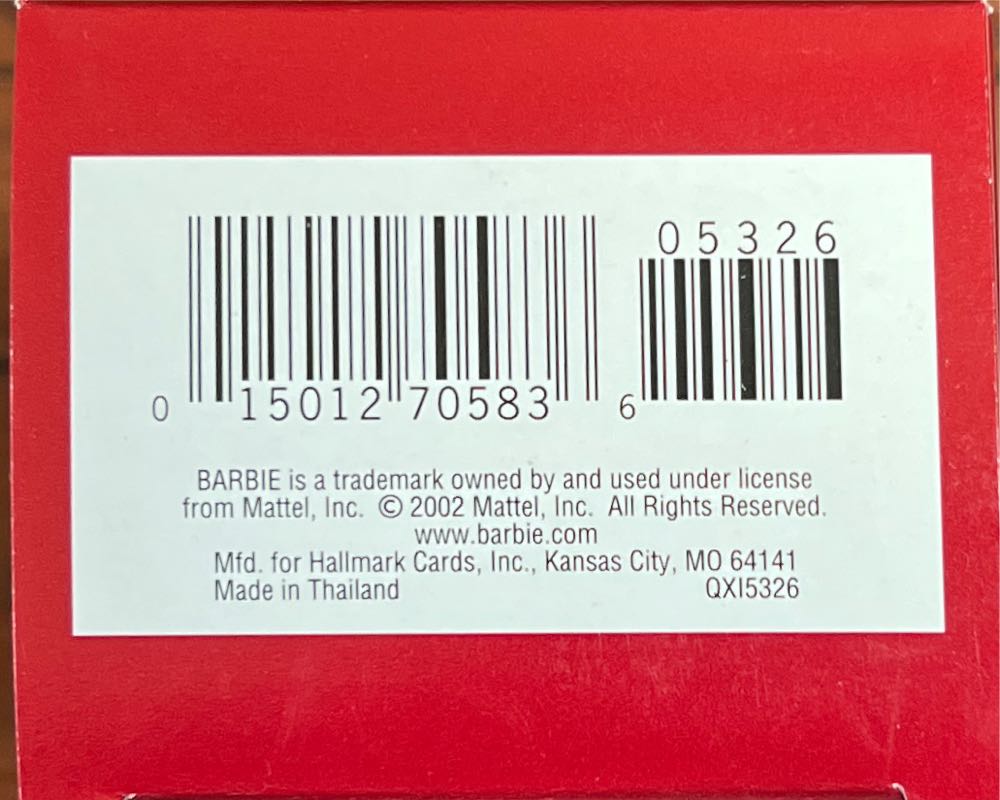 05326
0 15012 70583 6
BARBIE is a trademark owned by and used under license
from Mattel, Inc. © 2002 Mattel, Inc. All Rights Reserved.
www.barbie.com
Mfd. for Hallmark Cards, Inc., Kansas City, MO 64141
Made in Thailand QXI5326